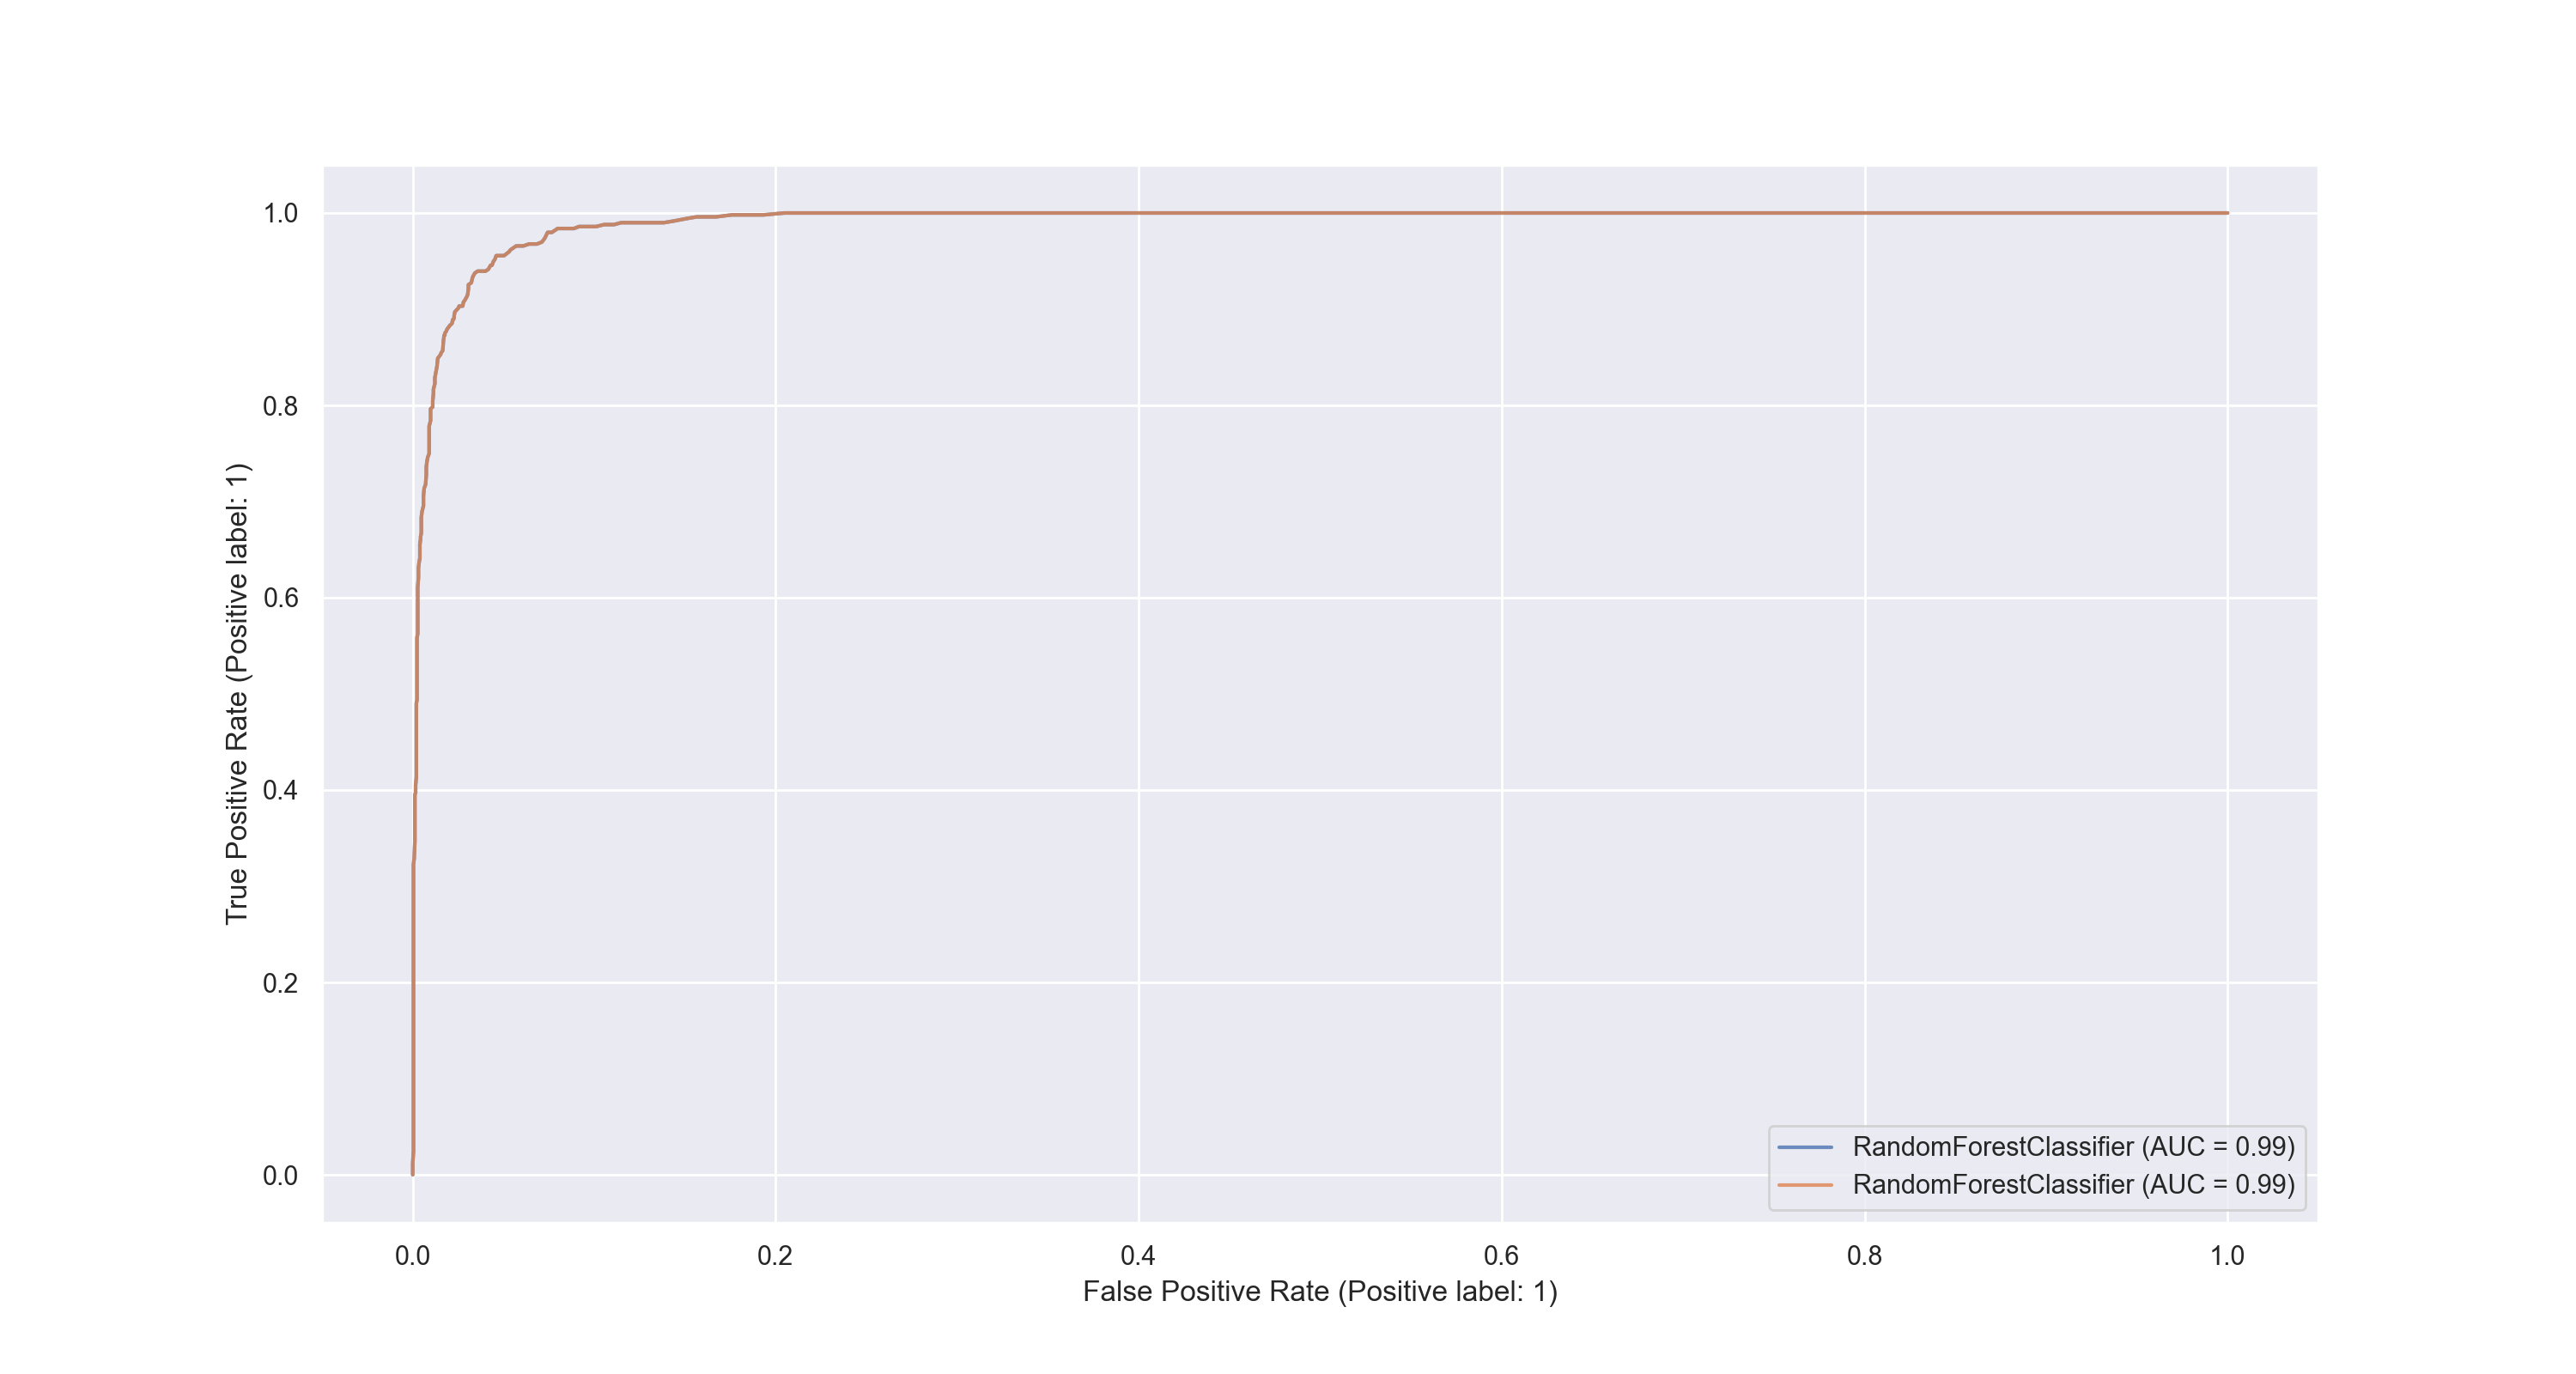 1.0
0.8
0.6
0.4
0.2
0.0
True Positive Rate (Positive label: 1)
RandomForestClassifier (AUC = 0.99)
RandomForestClassifier (AUC = 0.99)
0.0 0.2 0.4 0.6 0.8 1.0
False Positive Rate (Positive label: 1)